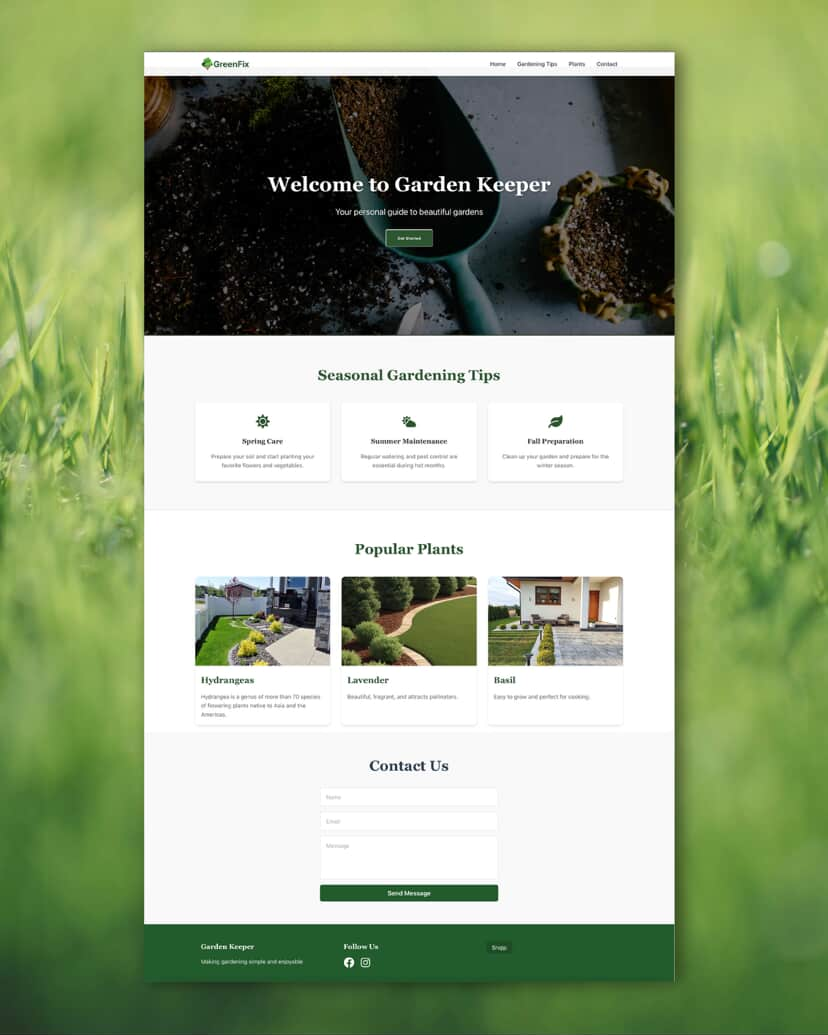 GreenFix
Home Gardening Tips Plants Contact
Welcome to Garden Keeper
Your personal guide to beautiful gardens
Get Started
Seasonal Gardening Tips
Spring Care
Prepare your soil and start planting your
favorite flowers and vegetables.
Summer Maintenance
Regular watering and pest control are
essential during hot months.
Fall Preparation
Clean up your garden and prepare for the
winter season.
Popular Plants
Hydrangeas
Hydrangea is a genus of more than 70 species
of flowering plants native to Asia and the
Americas.
Lavender
Beautiful, fragrant, and attracts pollinators.
Basil
Easy to grow and perfect for cooking.
Contact Us
Name
Email
Message
Send Message
Garden Keeper
Making gardening simple and enjoyable
Follow Us